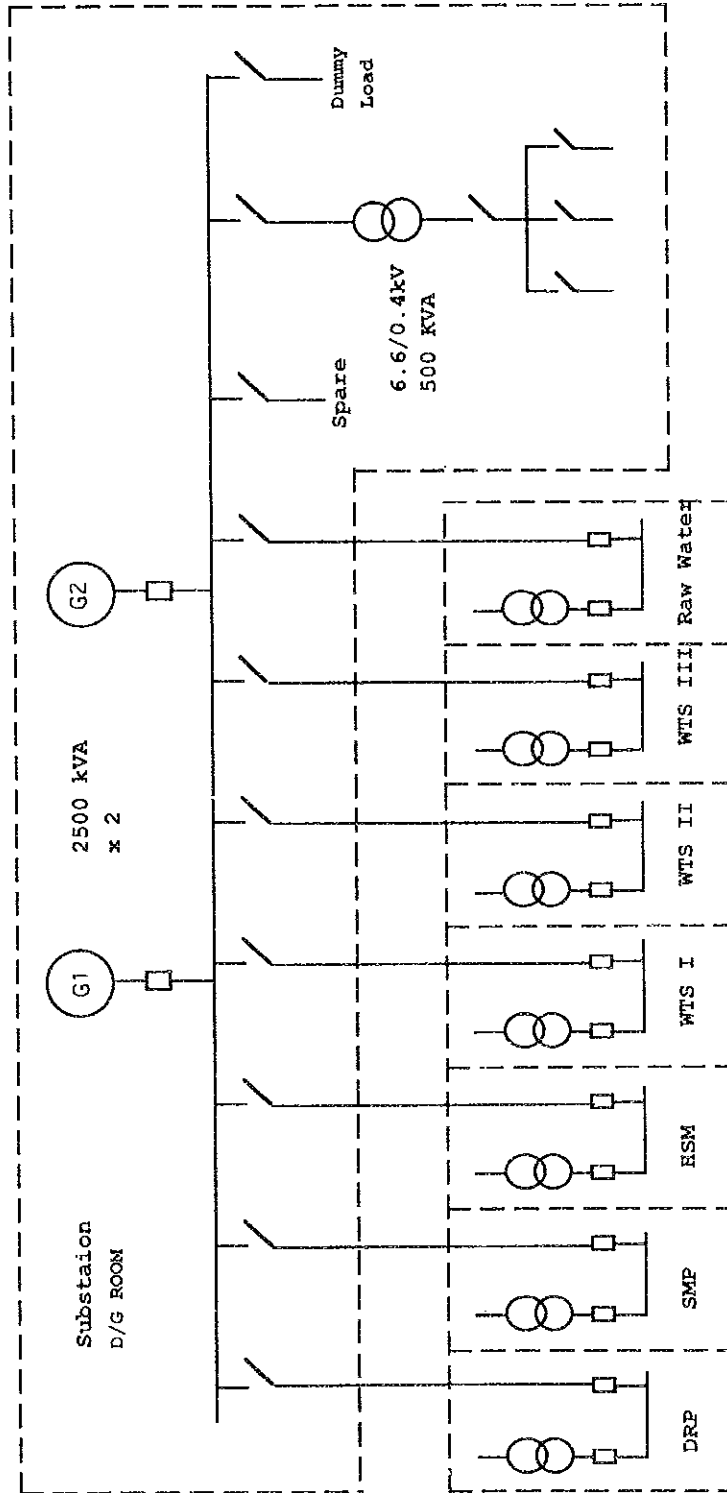 Substaion
D/G ROOM
G1
2500 kVA
x 2
G2
Spare
6.6/0.4kV
500 KVA
Dummy
Load
DRP
SMP
HSM
WTS I
WTS II
WTS III
Raw Water